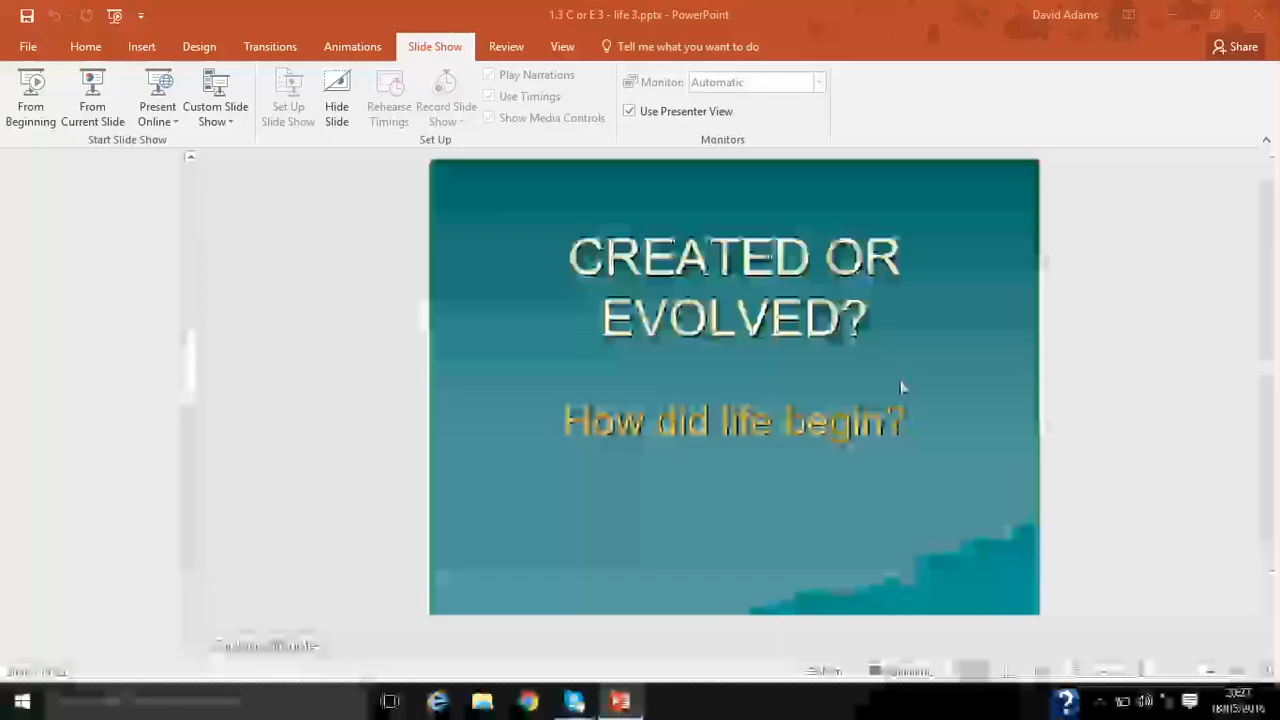 1.3 C or E 3 - life 3.pptx - PowerPoint
David Adams
File Home Insert Design Transitions Animations Slide Show Review View Tell me what you want to do Share
From Beginning
From Current Slide
Present Online
Custom Slide Show
Start Slide Show
Set Up Slide Show
Hide Slide
Rehearse Timings
Record Slide Show
Play Narrations
Use Timings
Show Media Controls
Set Up
Monitor: Automatic
Use Presenter View
Monitors
CREATED OR
EVOLVED?
How did life begin?